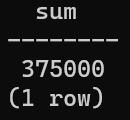 sum
--------
375000
(1 row)